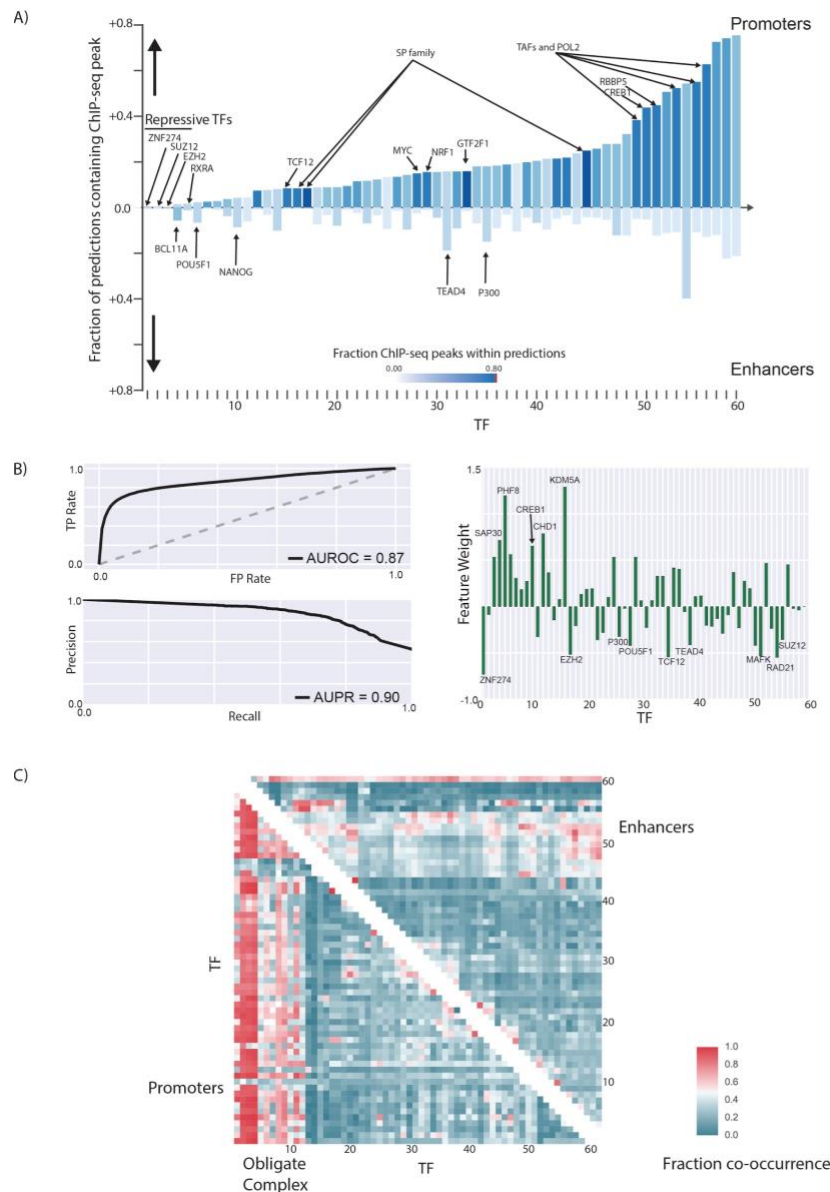 A)
+0.8
Promoters
SP family
TAFs and POL2
RBBP5
CREB1
+0.4
Repressive TFs
ZNF274
SUZ12
EZH2
RXRA
TCF12
MYC
NRF1
GTF2F1
0.0
BCL11A
POU5F1
NANOG
TEAD4
P300
+0.4
Fraction ChIP-seq peaks within predictions
0.00
0.80
Enhancers
+0.8
Fraction of predictions containing ChIP-seq peak
10 20 30 40 50 60
TF
B)
1.0
TP Rate
0.0
AUROC = 0.87
0.0
FP Rate
1.0
1.0
Precision
0.0
AUPR = 0.90
0.0
Recall
1.0
1.5
Feature Weight
KDM5A
PHF8
CREB1
SAP30
CHD1
0
P300
POU5F1
TEAD4
EZH2
TCF12
SUZ12
MAFK
RAD21
ZNF274
-1.0
0 10 20 30 40 50 60
TF
C)
60
Enhancers
50
40
TF
30
20
Promoters
10
10 20 30 40 50 60
Obligate
Complex
TF
1.0
0.8
0.6
0.4
0.2
0.0
Fraction co-occurrence